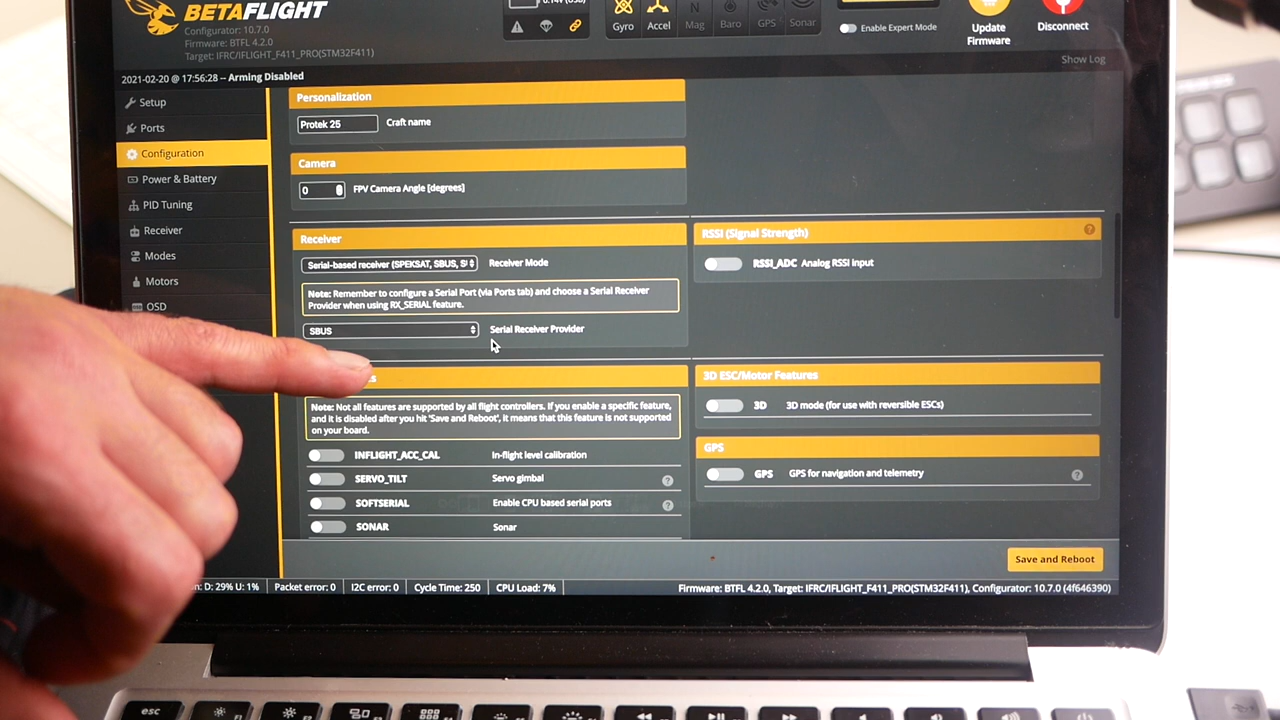 BETAFLIGHT
Configurator: 10.7.0
Firmware: BTFL 4.2.0
Target: IFRC/IFLIGHT_F411_PRO(STM32F411)
Gyro
Accel
Mag
Baro
GPS
Sonar
Enable Expert Mode
Update
Firmware
Disconnect
2021-02-20 @ 17:56:28 -- Arming Disabled
Show Log
Setup
Ports
Configuration
Power & Battery
PID Tuning
Receiver
Modes
Motors
OSD
Personalization
Protek 25 Craft name
Camera
0 FPV Camera Angle [degrees]
Receiver
Serial-based receiver (SPEKSAT, SBUS, Receiver Mode
Note: Remember to configure a Serial Port (via Ports tab) and choose a Serial Receiver
Provider when using RX_SERIAL feature.
SBUS Serial Receiver Provider
RSSI (Signal Strength)
RSSI_ADC Analog RSSI input
Note: Not all features are supported by all flight controllers. If you enable a specific feature,
and it is disabled after you hit 'Save and Reboot', it means that this feature is not supported
on your board.
INFLIGHT_ACC_CAL In-flight level calibration
SERVO_TILT Servo gimbal
SOFTSERIAL Enable CPU based serial ports
SONAR Sonar
3D ESC/Motor Features
3D 3D mode (for use with reversible ESCs)
GPS
GPS GPS for navigation and telemetry
Save and Reboot
D: 29% U: 1% Packet error: 0 I2C error: 0 Cycle Time: 250 CPU Load: 7%
Firmware: BTFL 4.2.0, Target: IFRC/IFLIGHT_F411_PRO(STM32F411), Configurator: 10.7.0 (4f646390)
esc